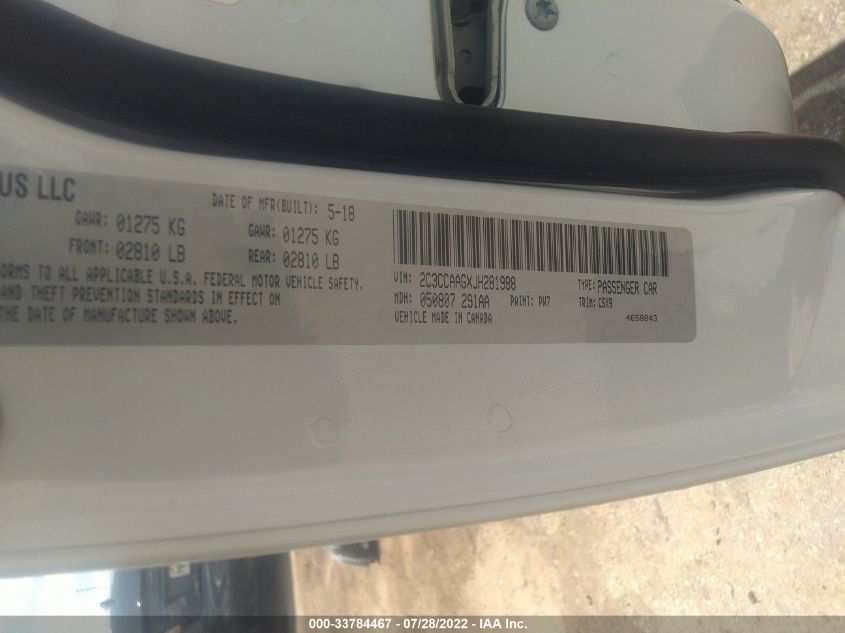 US LLC
DATE OF MFR(BUILT): 5-18
GAWR: 01275 KG GAWR: 01275 KG
FRONT: 02810 LB REAR: 02810 LB
FORMS TO ALL APPLICABLE U.S.A. FEDERAL MOTOR VEHICLE SAFETY,
AND THEFT PREVENTION STANDARDS IN EFFECT ON
THE DATE OF MANUFACTURE SHOWN ABOVE.
VIN: 2C3CCAAGXJH281988 TYPE: PASSENGER CAR
MDH: 050807 291AA PAINT: PW7 TRIM: CSX9
VEHICLE MADE IN CANADA 4658843
000-33784467 - 07/28/2022 - IAA Inc.